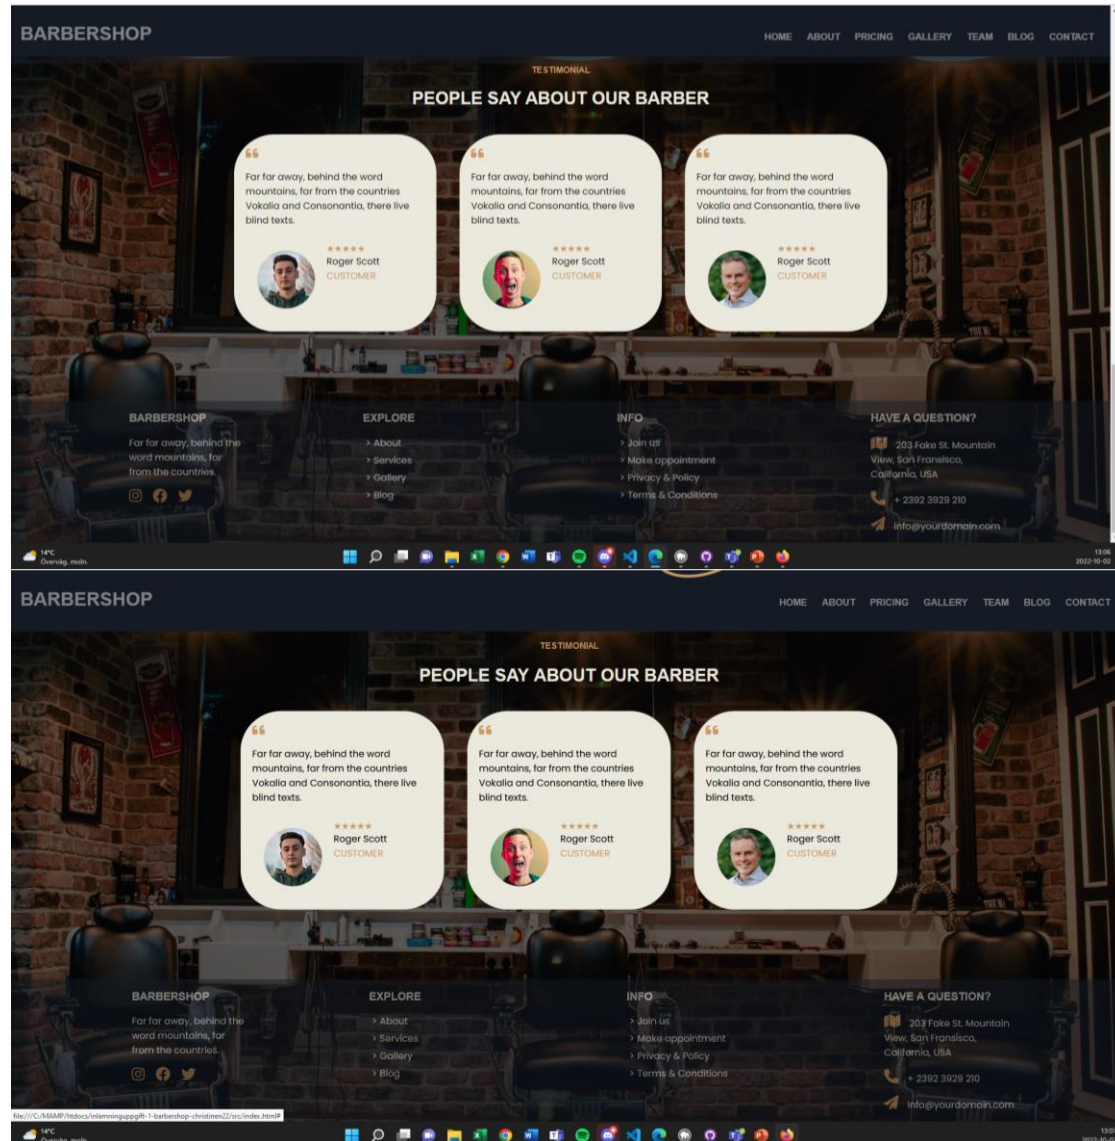 BARBERSHOP
HOME ABOUT PRICING GALLERY TEAM BLOG CONTACT
TESTIMONIAL
PEOPLE SAY ABOUT OUR BARBER
Far far away, behind the word
mountains, far from the countries
Vokalia and Consonantia, there live
blind texts.
Roger Scott
CUSTOMER
Far far away, behind the word
mountains, far from the countries
Vokalia and Consonantia, there live
blind texts.
Roger Scott
CUSTOMER
Far far away, behind the word
mountains, far from the countries
Vokalia and Consonantia, there live
blind texts.
Roger Scott
CUSTOMER
BARBERSHOP
Far far away, behind the
word mountains, far
from the countries.
EXPLORE
> About
> Services
> Gallery
> Blog
INFO
> Join us
> Make appointment
> Privacy & Policy
> Terms & Conditions
HAVE A QUESTION?
203 Fake St. Mountain
View, San Fransisco,
California, USA
+ 2392 3929 210
info@yourdomain.com
14°C
Överväg. moln.
13:06
2022-10-02
BARBERSHOP
HOME ABOUT PRICING GALLERY TEAM BLOG CONTACT
TESTIMONIAL
PEOPLE SAY ABOUT OUR BARBER
Far far away, behind the word
mountains, far from the countries
Vokalia and Consonantia, there live
blind texts.
Roger Scott
CUSTOMER
Far far away, behind the word
mountains, far from the countries
Vokalia and Consonantia, there live
blind texts.
Roger Scott
CUSTOMER
Far far away, behind the word
mountains, far from the countries
Vokalia and Consonantia, there live
blind texts.
Roger Scott
CUSTOMER
BARBERSHOP
Far far away, behind the
word mountains, far
from the countries.
EXPLORE
> About
> Services
> Gallery
> Blog
INFO
> Join us
> Make appointment
> Privacy & Policy
> Terms & Conditions
HAVE A QUESTION?
203 Fake St. Mountain
View, San Fransisco,
California, USA
+ 2392 3929 210
info@yourdomain.com
file:///C:/MAMP/htdocs/inlamninguppgift-1-barbershop-christinen22/src/index.html#
14°C
Överväg. moln.